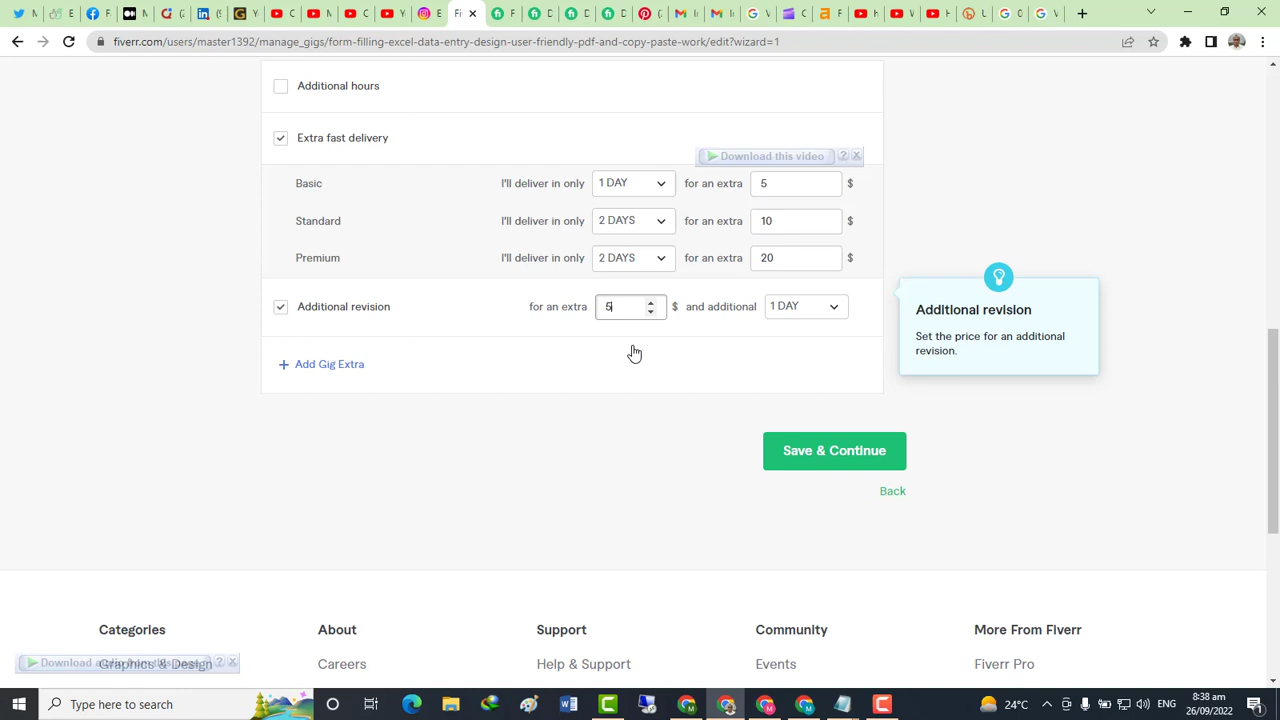 fiverr.com/users/master1392/manage_gigs/form-filling-excel-data-entry-design-user-friendly-pdf-and-copy-paste-work/edit?wizard=1
Additional hours
Extra fast delivery
Download this video ? x
Basic I'll deliver in only 1 DAY for an extra 5 $
Standard I'll deliver in only 2 DAYS for an extra 10 $
Premium I'll deliver in only 2 DAYS for an extra 20 $
Additional revision for an extra 5 $ and additional 1 DAY
Additional revision
Set the price for an additional
revision.
+ Add Gig Extra
Save & Continue
Back
Categories About Support Community More From Fiverr
Graphics & Design Careers Help & Support Events Fiverr Pro
Type here to search
24°C
ENG
8:38 am
26/09/2022